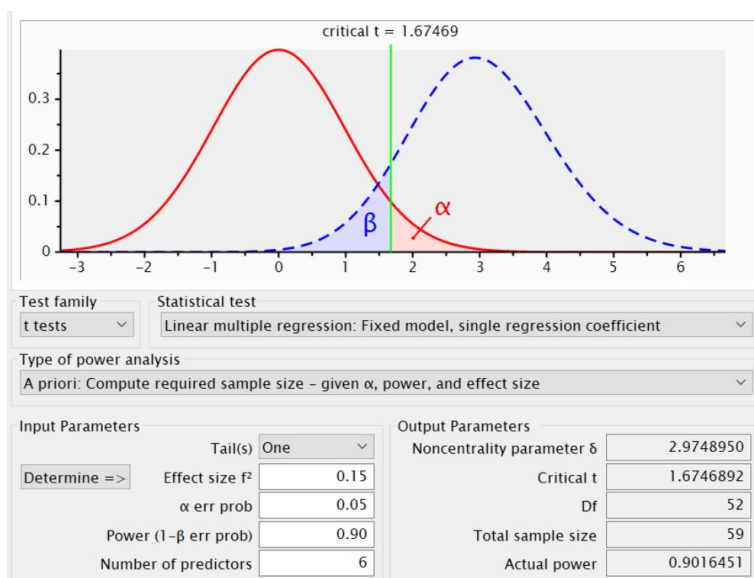 critical t = 1.67469
0.3
0.2
0.1
0
β
α
−3 −2 −1 0 1 2 3 4 5 6
Test family
Statistical test
t tests
Linear multiple regression: Fixed model, single regression coefficient
Type of power analysis
A priori: Compute required sample size – given α, power, and effect size
Input Parameters
Tail(s) One
Determine => Effect size f² 0.15
α err prob 0.05
Power (1−β err prob) 0.90
Number of predictors 6
Output Parameters
Noncentrality parameter δ 2.9748950
Critical t 1.6746892
Df 52
Total sample size 59
Actual power 0.9016451